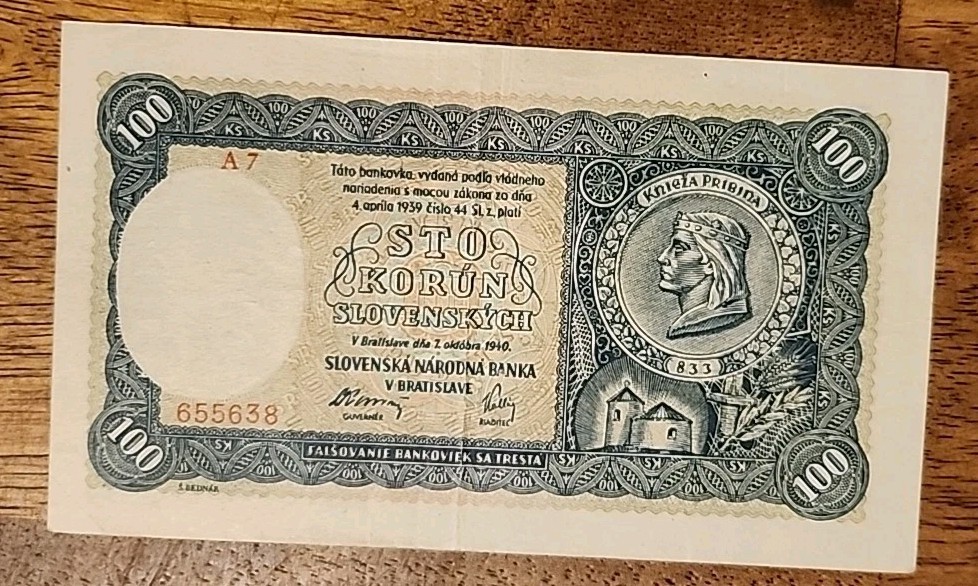 100
100
A 7
Táto bankovka, vydaná podľa vládneho
nariadenia s mocou zákona zo dňa
4. apríla 1939 číslo 44 Sl. z. platí
STO
KORÚN
SLOVENSKÝCH
V Bratislave dňa 7. októbra 1940.
SLOVENSKÁ NÁRODNÁ BANKA
V BRATISLAVE
GUVERNÉR
RIADITEĽ
655638
KNIEŽA PRIBINA
833
100
FALŠOVANIE BANKOVIEK SA TRESTÁ
100
Š. BEDNÁR